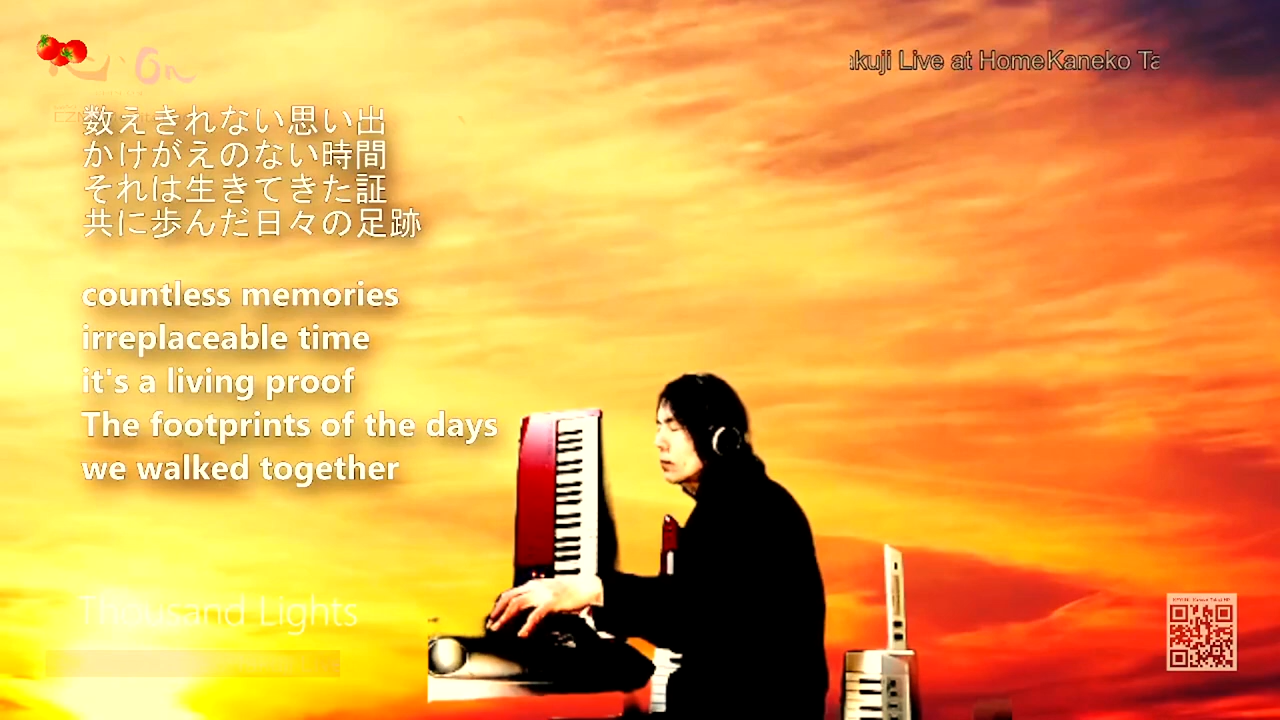 akuji Live at HomeKaneko Ta
数えきれない思い出
かけがえのない時間
それは生きてきた証
共に歩んだ日々の足跡
countless memories
irreplaceable time
it's a living proof
The footprints of the days
we walked together
Thousand Lights